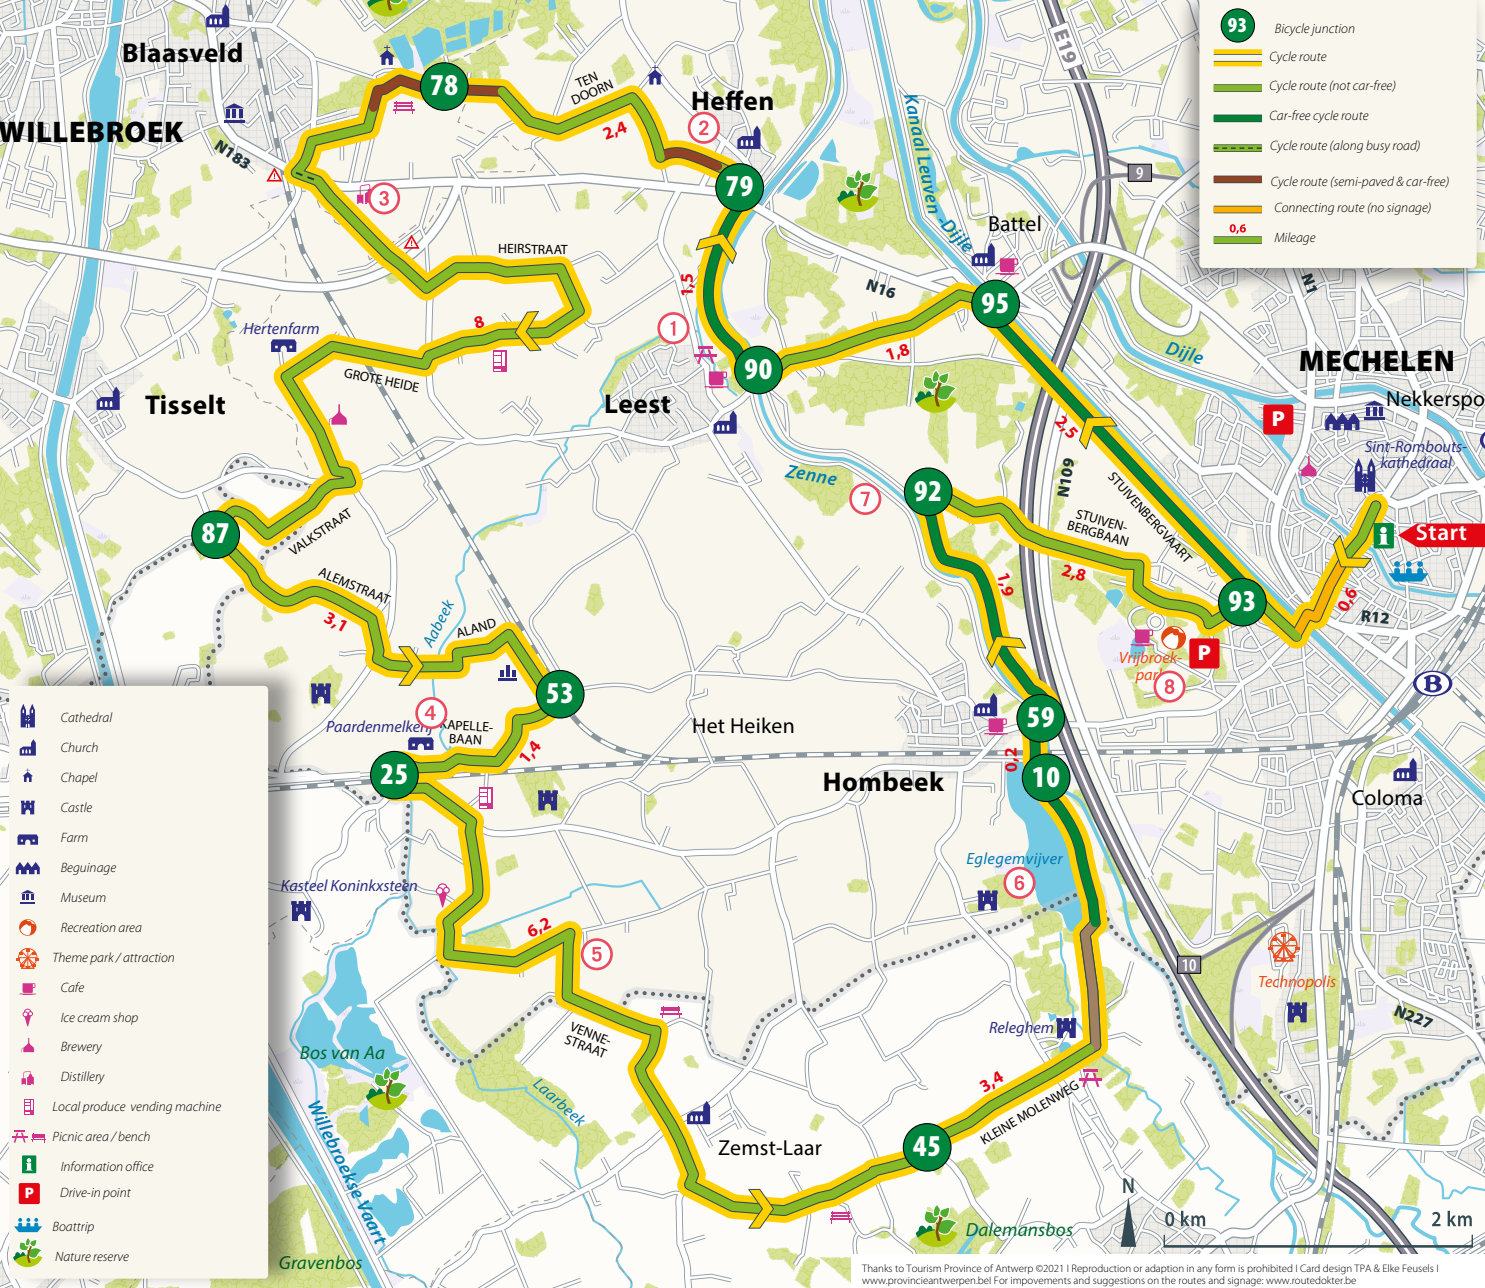 Blaasveld
WILLEBROEK
N183
78
TEN
DOORN
2,4
Heffen
2
79
3
HEIRSTRAAT
8
Hertenfarm
GROTE HEIDE
Tisselt
1,5
1
90
Leest
Kanaal Leuven -Dijle
E19
9
Battel
N16
95
1,8
Dijle
N1
MECHELEN
Nekkerspo
Sint-Rombouts-
kathedraal
P
i
Start
2,5
N109
STUIVENBERGVAART
Zenne
7
92
STUIVEN-
BERGBAAN
2,8
93
0,6
R12
1,9
Vrijbroek-
park
P
8
B
87
VALKSTRAAT
ALEMSTRAAT
3,1
Aabeek
ALAND
53
4
Paardenmelkerij
KAPELLE-
BAAN
1,4
25
Het Heiken
59
0,2
10
Hombeek
Coloma
Eglegemvijver
6
Kasteel Koninkxsteen
6,2
5
10
Technopolis
N227
VENNE-
STRAAT
Releghem
Bos van Aa
Laarbeek
Willebroekse Vaart
3,4
KLEINE MOLENWEG
45
Zemst-Laar
Dalemansbos
Gravenbos
N
0 km
2 km
93
Bicycle junction
Cycle route
Cycle route (not car-free)
Car-free cycle route
Cycle route (along busy road)
Cycle route (semi-paved & car-free)
Connecting route (no signage)
0,6
Mileage
Cathedral
Church
Chapel
Castle
Farm
Beguinage
Museum
Recreation area
Theme park / attraction
Cafe
Ice cream shop
Brewery
Distillery
Local produce vending machine
Picnic area / bench
i Information office
P Drive-in point
Boattrip
Nature reserve
Thanks to Tourism Province of Antwerp ©2021 I Reproduction or adaption in any form is prohibited I Card design TPA & Elke Feusels I
www.provincieantwerpen.bel For impovements and suggestions on the routes and signage: www.routedokter.be